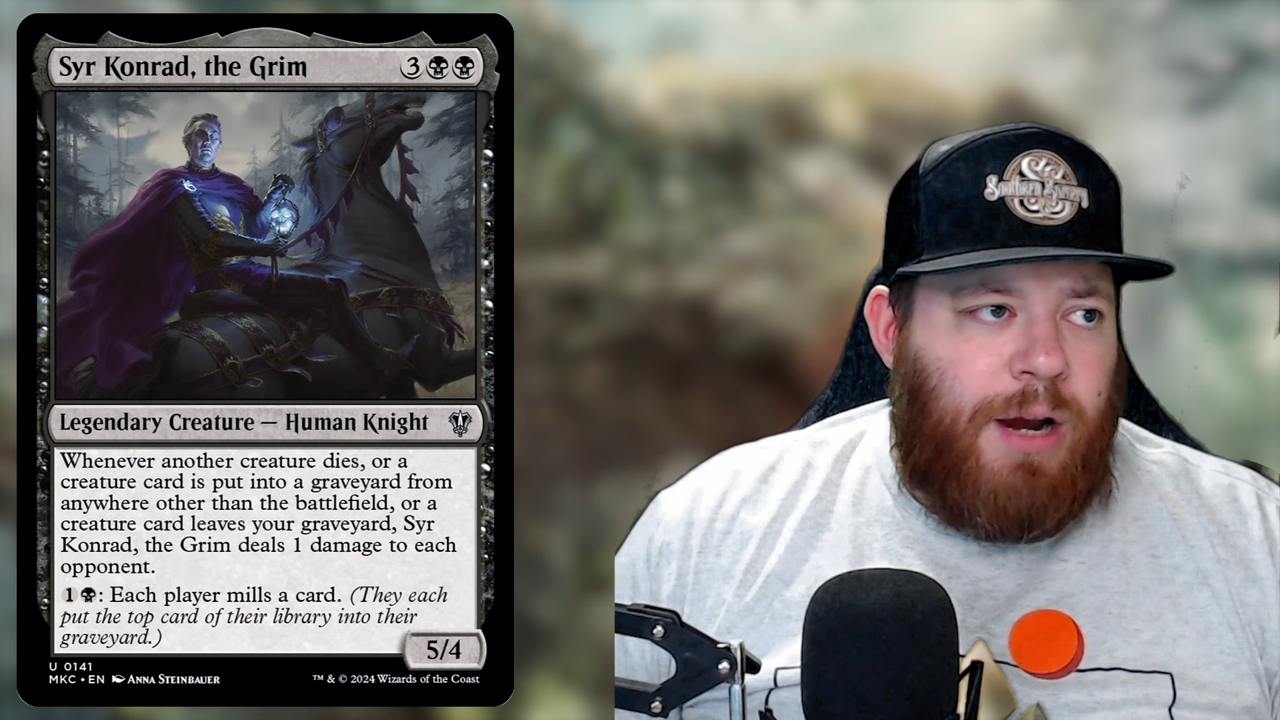 Syr Konrad, the Grim 3
Legendary Creature — Human Knight
Whenever another creature dies, or a
creature card is put into a graveyard from
anywhere other than the battlefield, or a
creature card leaves your graveyard, Syr
Konrad, the Grim deals 1 damage to each
opponent.
1 : Each player mills a card. (They each
put the top card of their library into their
graveyard.)
5/4
U 0141
MKC • EN Anna Steinbauer
™ & © 2024 Wizards of the Coast